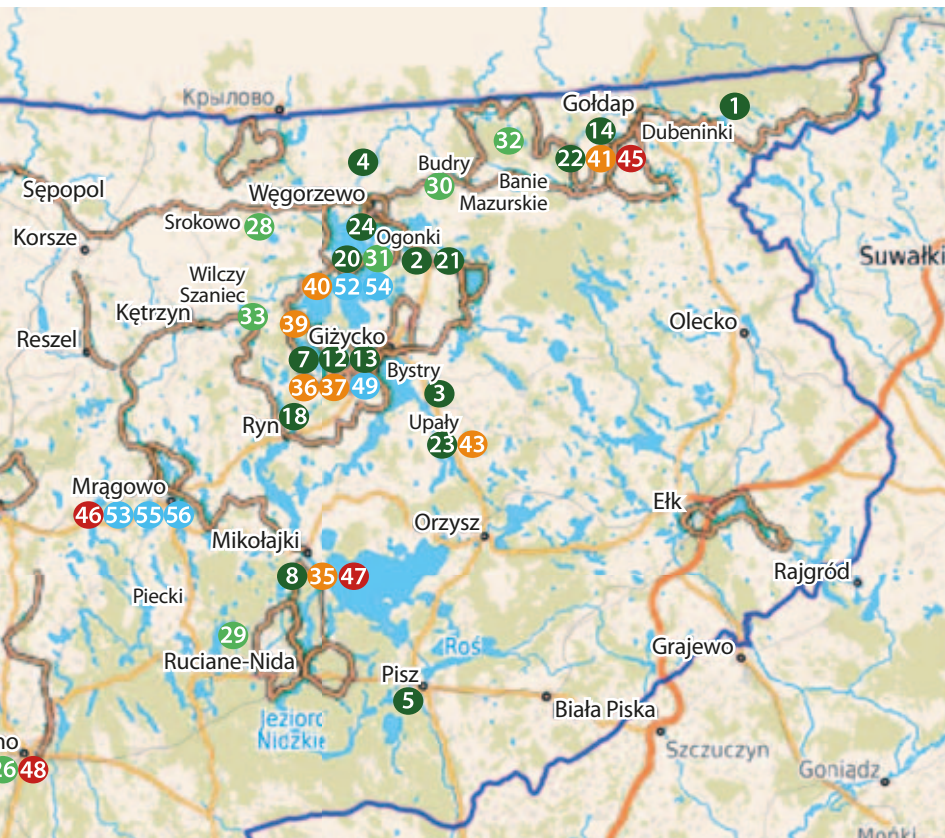 Крылово
Gołdap
1
14
Dubeninki
32
22 41 45
4
Budry
30
Banie
Mazurskie
Sępopol
Węgorzewo
Srokowo 28
24
Korsze
Ogonki
20 31 2 21
Suwałki
Wilczy
Szaniec
40 52 54
Kętrzyn
33
39
Olecko
Reszel
Giżycko
7 12 13
Bystry
36 37 49
3
Ryn 18
Upały
23 43
Mrągowo
46 53 55 56
Ełk
Orzysz
Mikołajki
8 35 47
Rajgród
Piecki
29
Roś
Grajewo
Ruciane-Nida
Pisz
5
Biała Piska
Jezioro
Nidzkie
Szczuczyn
no
26 48
Goniądz
Mońki